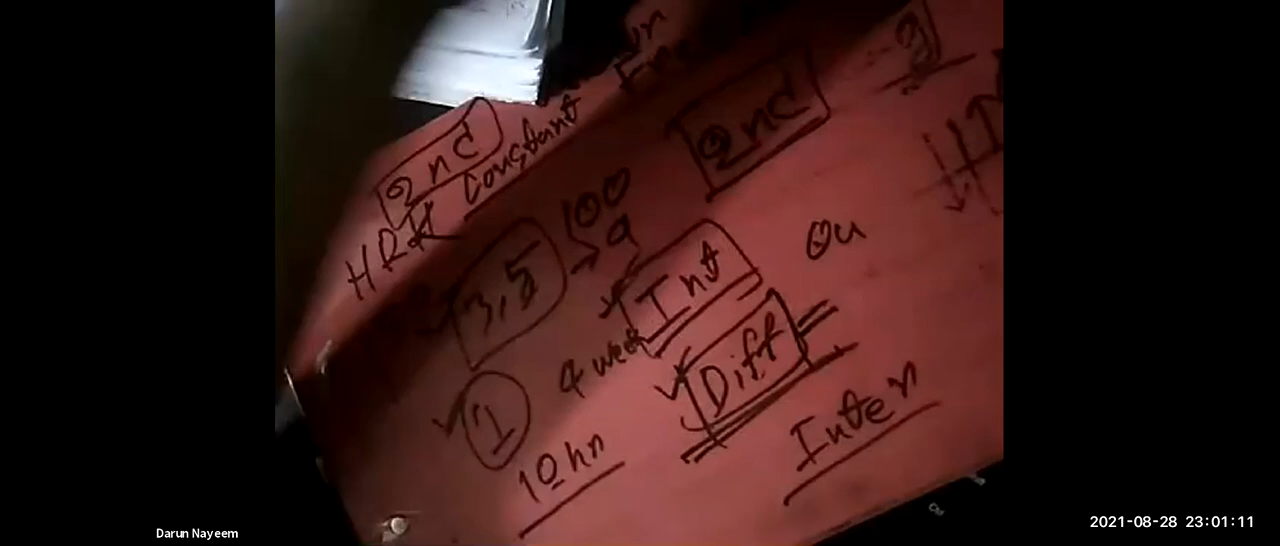 2nd
HRK Constant
2nd
3,5
100
9
Int
Ou
4 week
Diff
1
10 hr
Inter
Darun Nayeem
2021-08-28 23:01:11